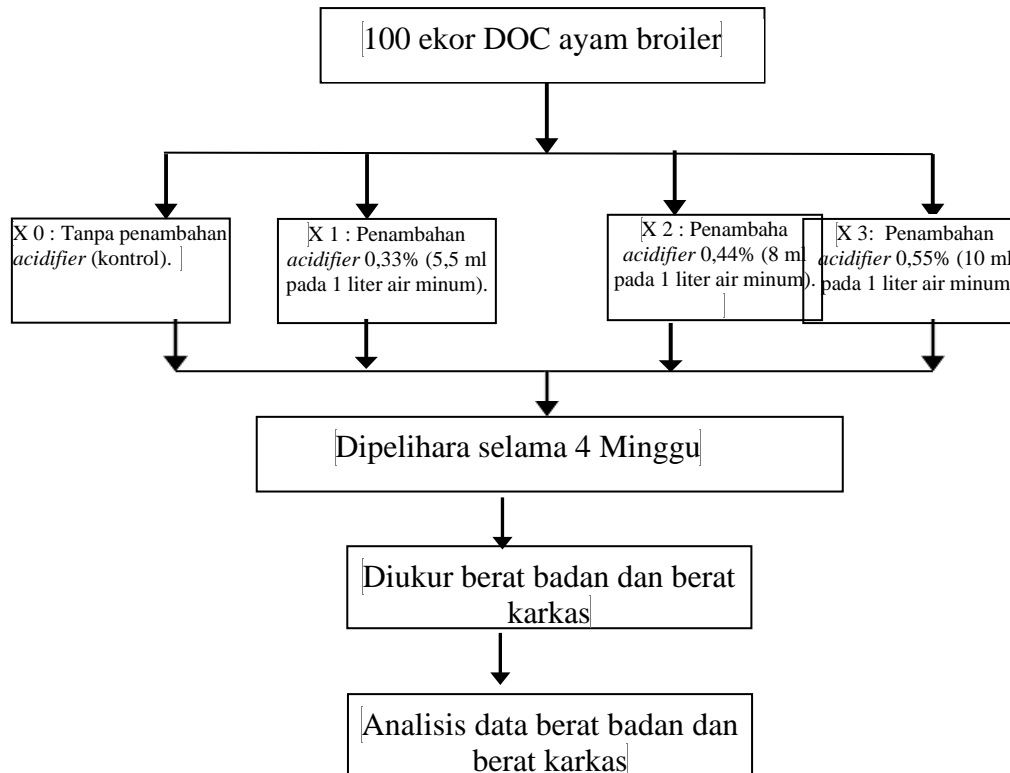 100 ekor DOC ayam broiler
X 0 : Tanpa penambahan
acidifier (kontrol).
X 1 : Penambahan
acidifier 0,33% (5,5 ml
pada 1 liter air minum).
X 2 : Penambaha
acidifier 0,44% (8 ml
pada 1 liter air minum).
X 3: Penambahan
acidifier 0,55% (10 ml
pada 1 liter air minum
Dipelihara selama 4 Minggu
Diukur berat badan dan berat
karkas
Analisis data berat badan dan
berat karkas